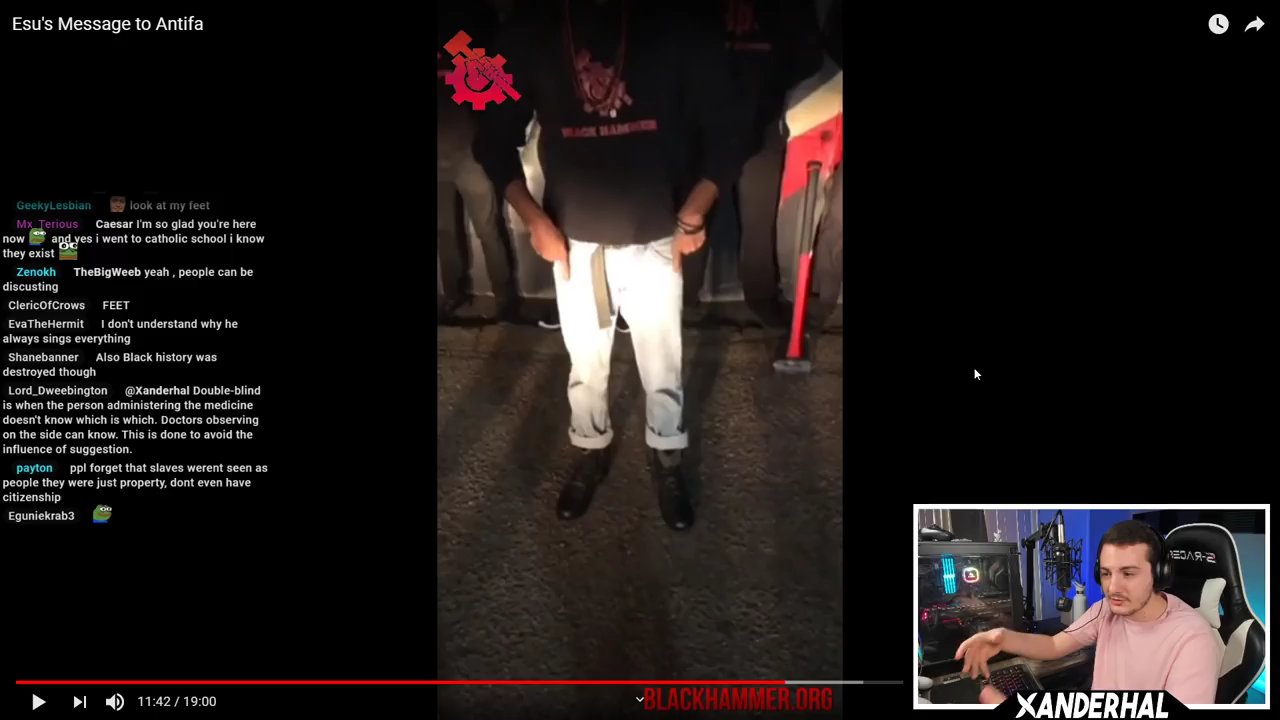 Esu's Message to Antifa
BLACK HAMMER
GeekyLesbian look at my feet
Mx_Terious Caesar I'm so glad you're here
now and yes i went to catholic school i know
they exist
Zenokh TheBigWeeb yeah , people can be
discusting
ClericOfCrows FEET
EvaTheHermit I don't understand why he
always sings everything
Shanebanner Also Black history was
destroyed though
Lord_Dweebington @Xanderhal Double-blind
is when the person administering the medicine
doesn't know which is which. Doctors observing
on the side can know. This is done to avoid the
influence of suggestion.
payton ppl forget that slaves werent seen as
people they were just property, dont even have
citizenship
Eguniekrab3
11:42 / 19:00
BLACKHAMMER.ORG
XANDERHAL